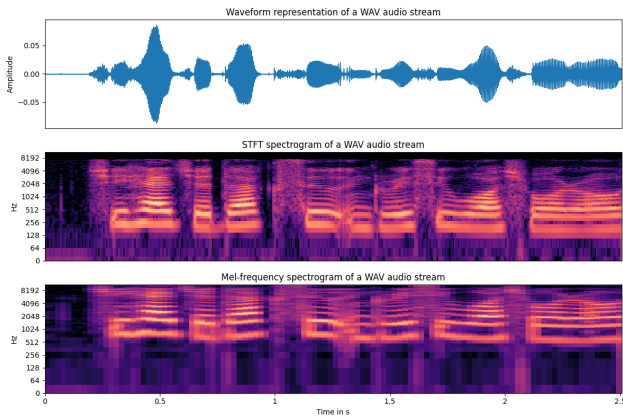 Waveform representation of a WAV audio stream
Amplitude
0.05
0.00
−0.05
STFT spectrogram of a WAV audio stream
Hz
8192
4096
2048
1024
512
256
128
64
0
Mel-frequency spectrogram of a WAV audio stream
Hz
8192
4096
2048
1024
512
256
128
64
0
0 0.5 1 1.5 2 2.5
Time in s